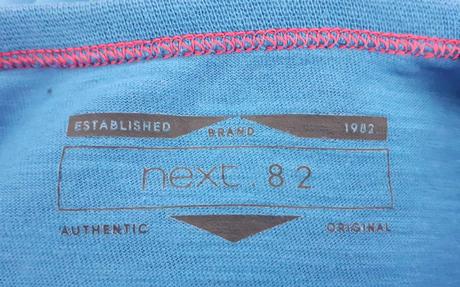 ESTABLISHED BRAND 1982
next.82
AUTHENTIC ORIGINAL